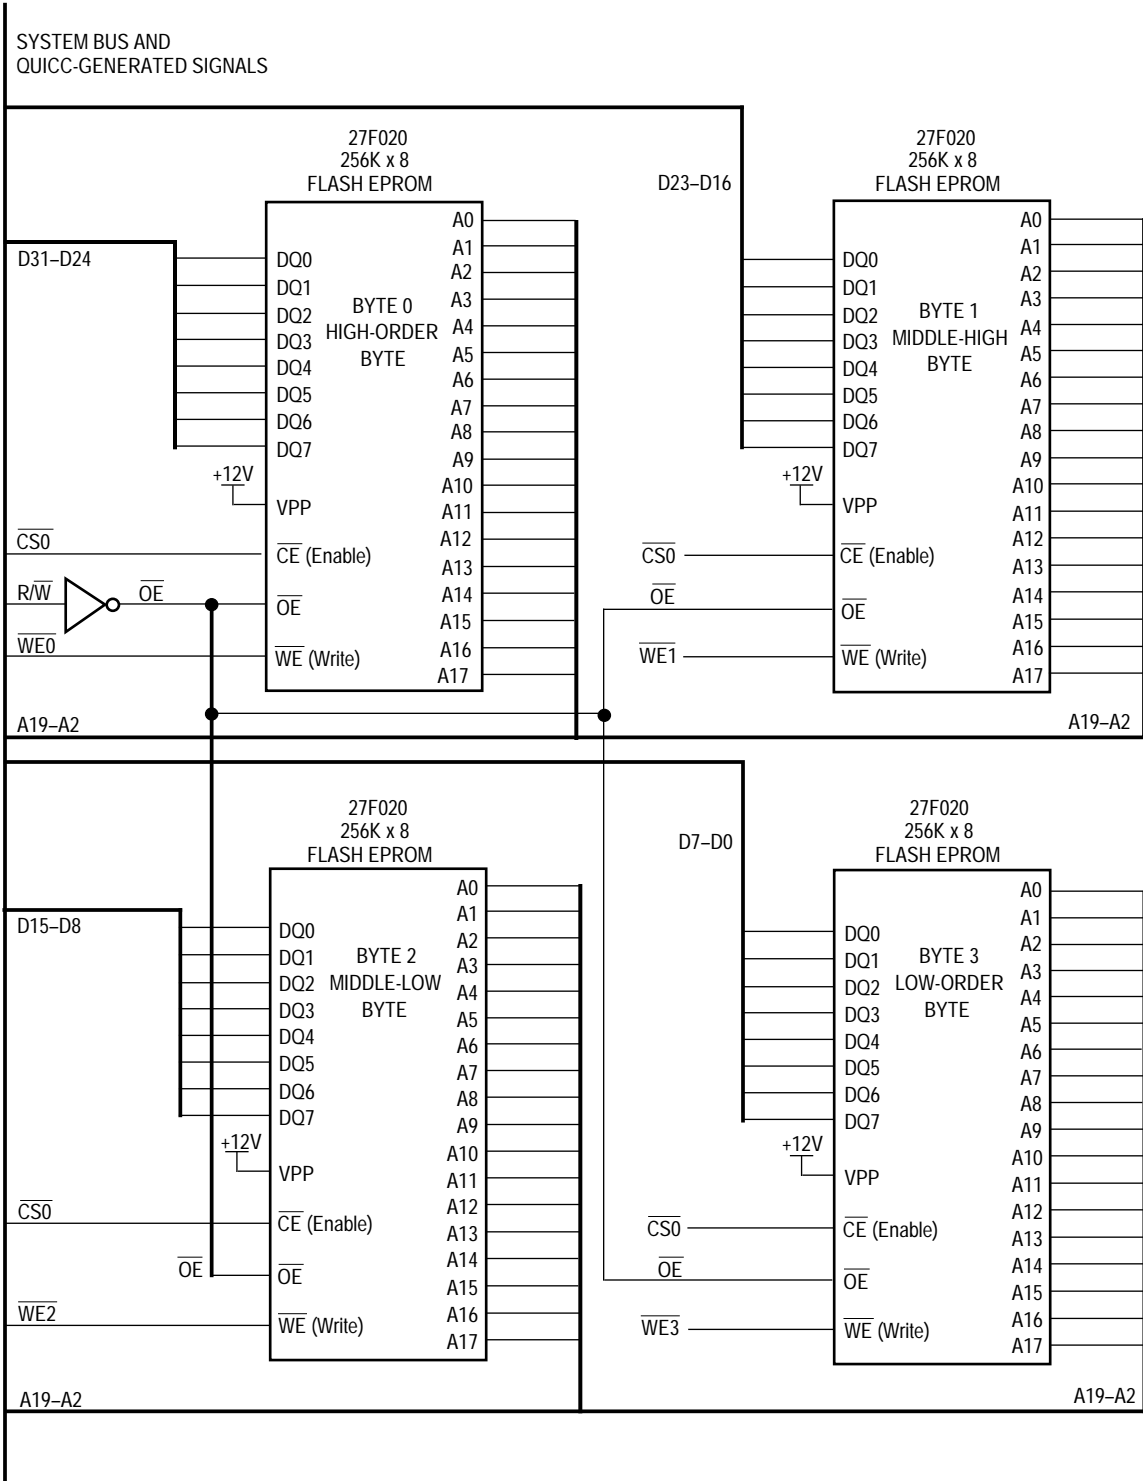 SYSTEM BUS AND
QUICC-GENERATED SIGNALS
27F020
256K x 8
FLASH EPROM
D31–D24
DQ0
DQ1
DQ2
DQ3
DQ4
DQ5
DQ6
DQ7
BYTE 0
HIGH-ORDER
BYTE
+12V
VPP
CS0
CE (Enable)
R/W
OE
OE
WE0
WE (Write)
A0
A1
A2
A3
A4
A5
A6
A7
A8
A9
A10
A11
A12
A13
A14
A15
A16
A17
A19–A2
27F020
256K x 8
FLASH EPROM
D23–D16
DQ0
DQ1
DQ2
DQ3
DQ4
DQ5
DQ6
DQ7
BYTE 1
MIDDLE-HIGH
BYTE
+12V
VPP
CS0
CE (Enable)
OE
OE
WE1
WE (Write)
A0
A1
A2
A3
A4
A5
A6
A7
A8
A9
A10
A11
A12
A13
A14
A15
A16
A17
A19–A2
27F020
256K x 8
FLASH EPROM
D15–D8
DQ0
DQ1
DQ2
DQ3
DQ4
DQ5
DQ6
DQ7
BYTE 2
MIDDLE-LOW
BYTE
+12V
VPP
CS0
CE (Enable)
OE
OE
WE2
WE (Write)
A0
A1
A2
A3
A4
A5
A6
A7
A8
A9
A10
A11
A12
A13
A14
A15
A16
A17
A19–A2
27F020
256K x 8
FLASH EPROM
D7–D0
DQ0
DQ1
DQ2
DQ3
DQ4
DQ5
DQ6
DQ7
BYTE 3
LOW-ORDER
BYTE
+12V
VPP
CS0
CE (Enable)
OE
OE
WE3
WE (Write)
A0
A1
A2
A3
A4
A5
A6
A7
A8
A9
A10
A11
A12
A13
A14
A15
A16
A17
A19–A2